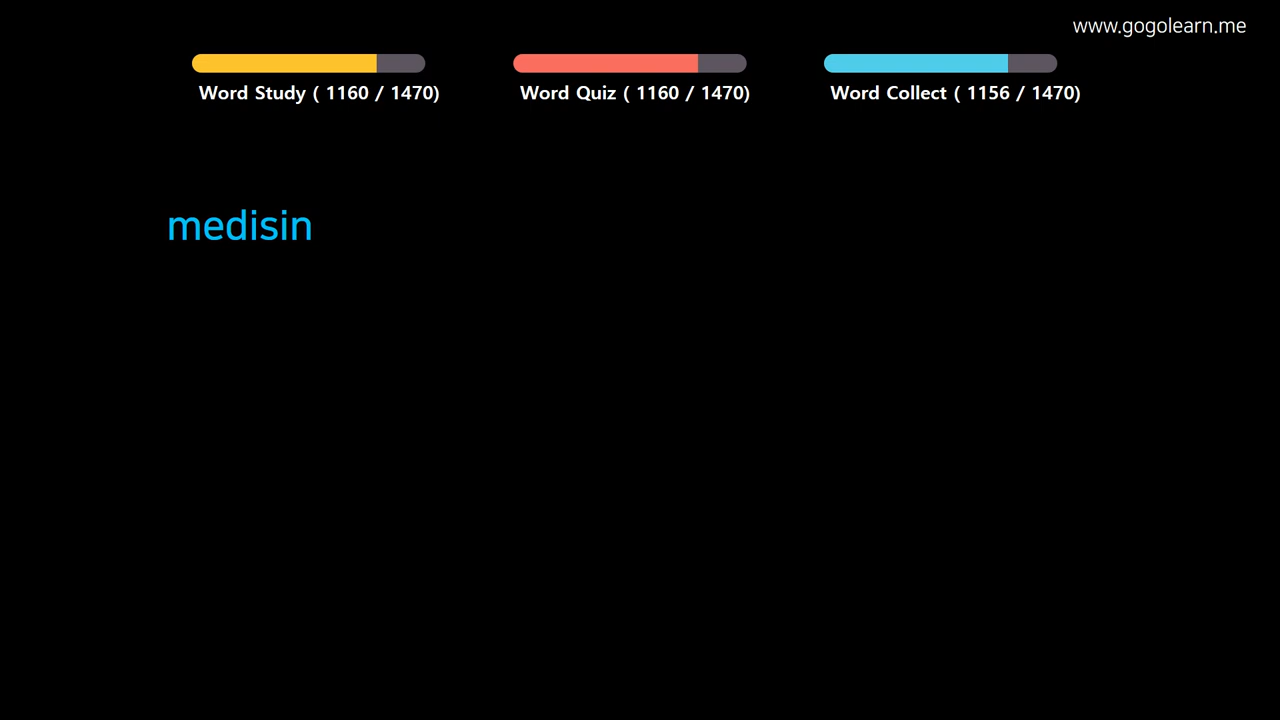 www.gogolearn.me
Word Study ( 1160 / 1470)
Word Quiz ( 1160 / 1470)
Word Collect ( 1156 / 1470)
medisin